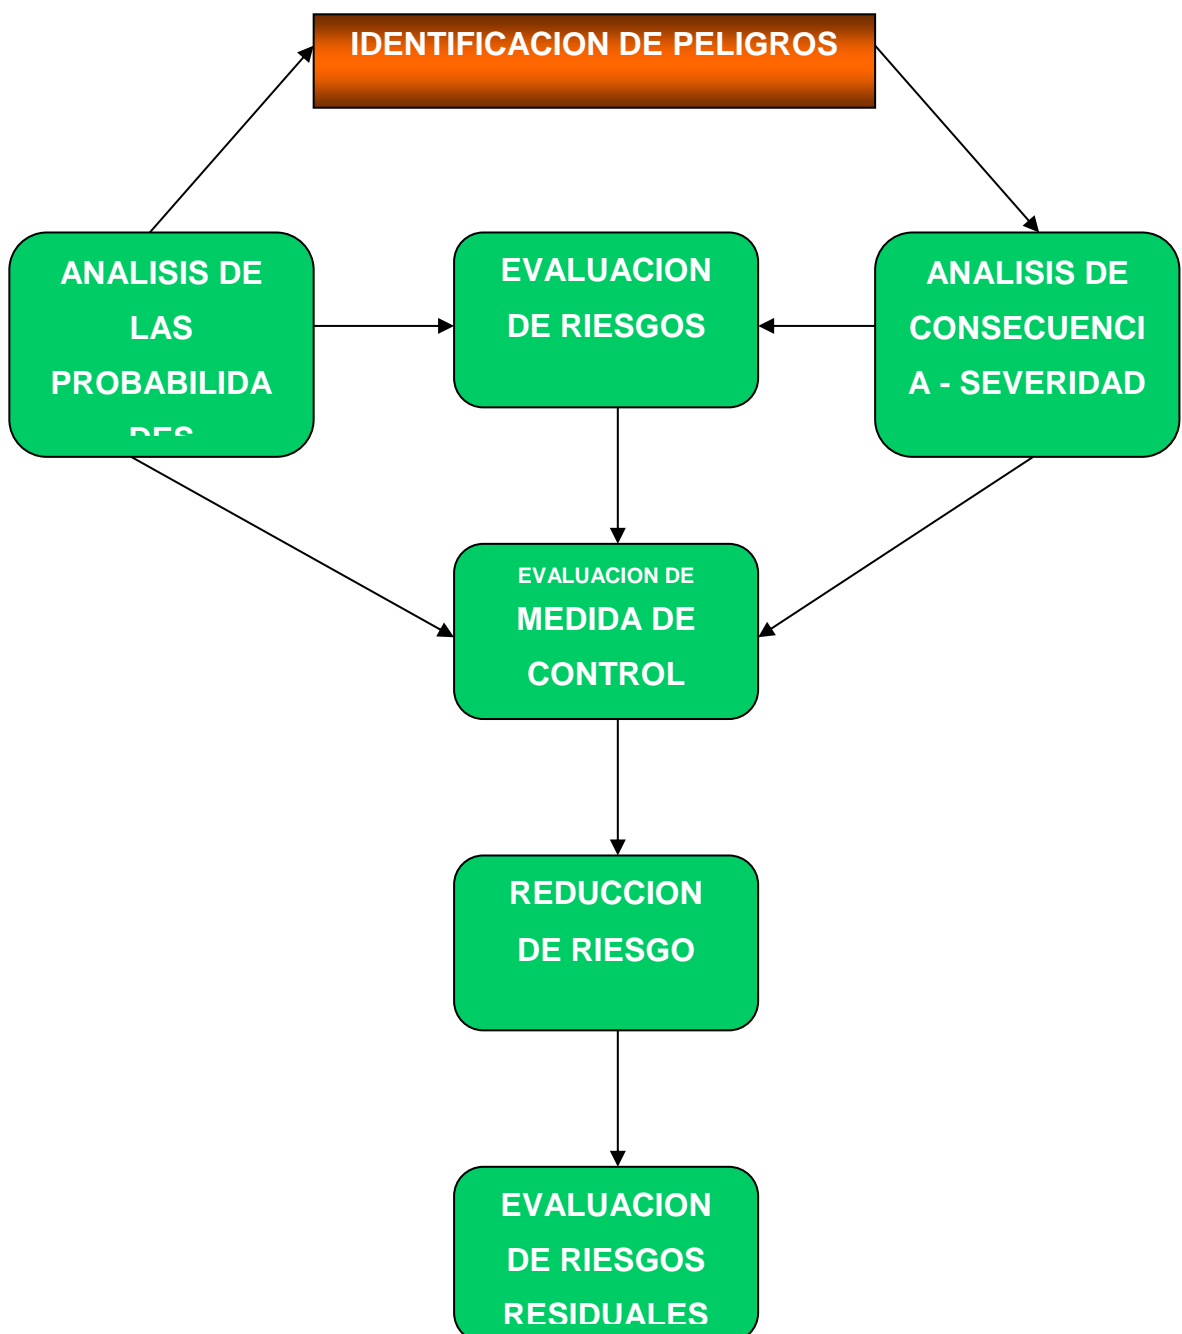 IDENTIFICACION DE PELIGROS
ANALISIS DE
LAS
PROBABILIDA
DES
EVALUACION
DE RIESGOS
ANALISIS DE
CONSECUENCI
A - SEVERIDAD
EVALUACION DE
MEDIDA DE
CONTROL
REDUCCION
DE RIESGO
EVALUACION
DE RIESGOS
RESIDUALES